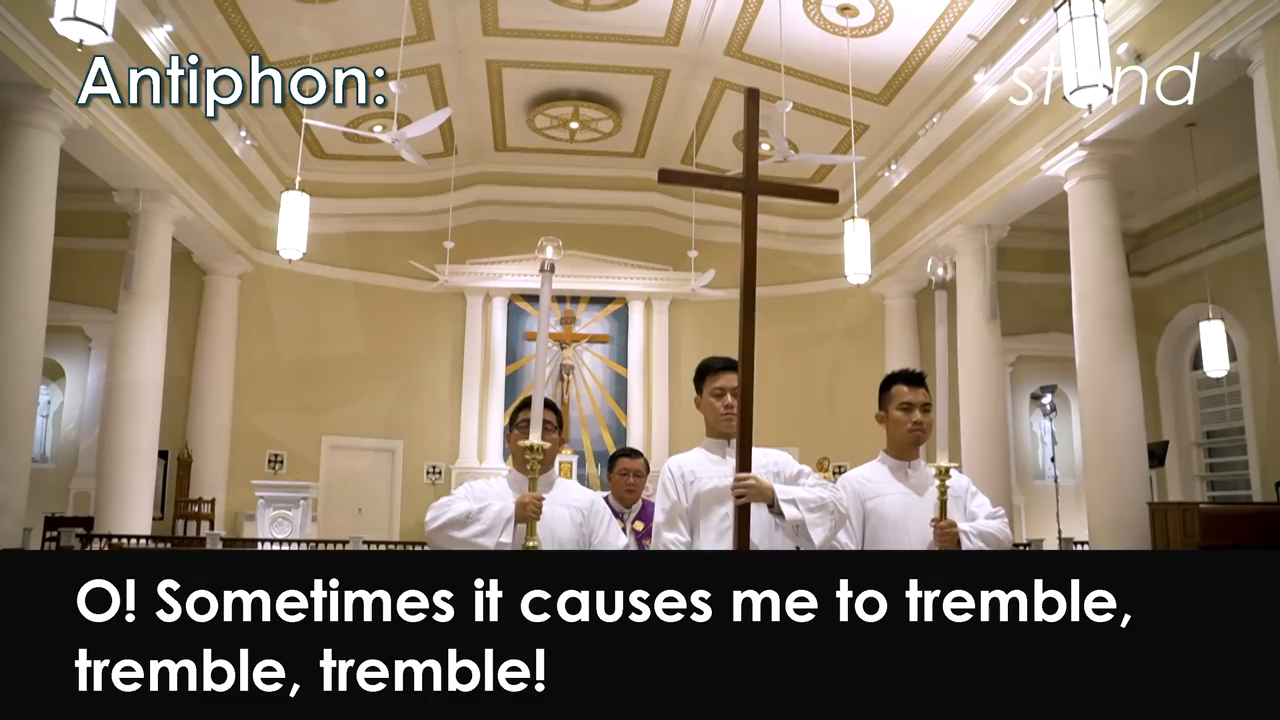 Antiphon:
stand
O! Sometimes it causes me to tremble,
tremble, tremble!